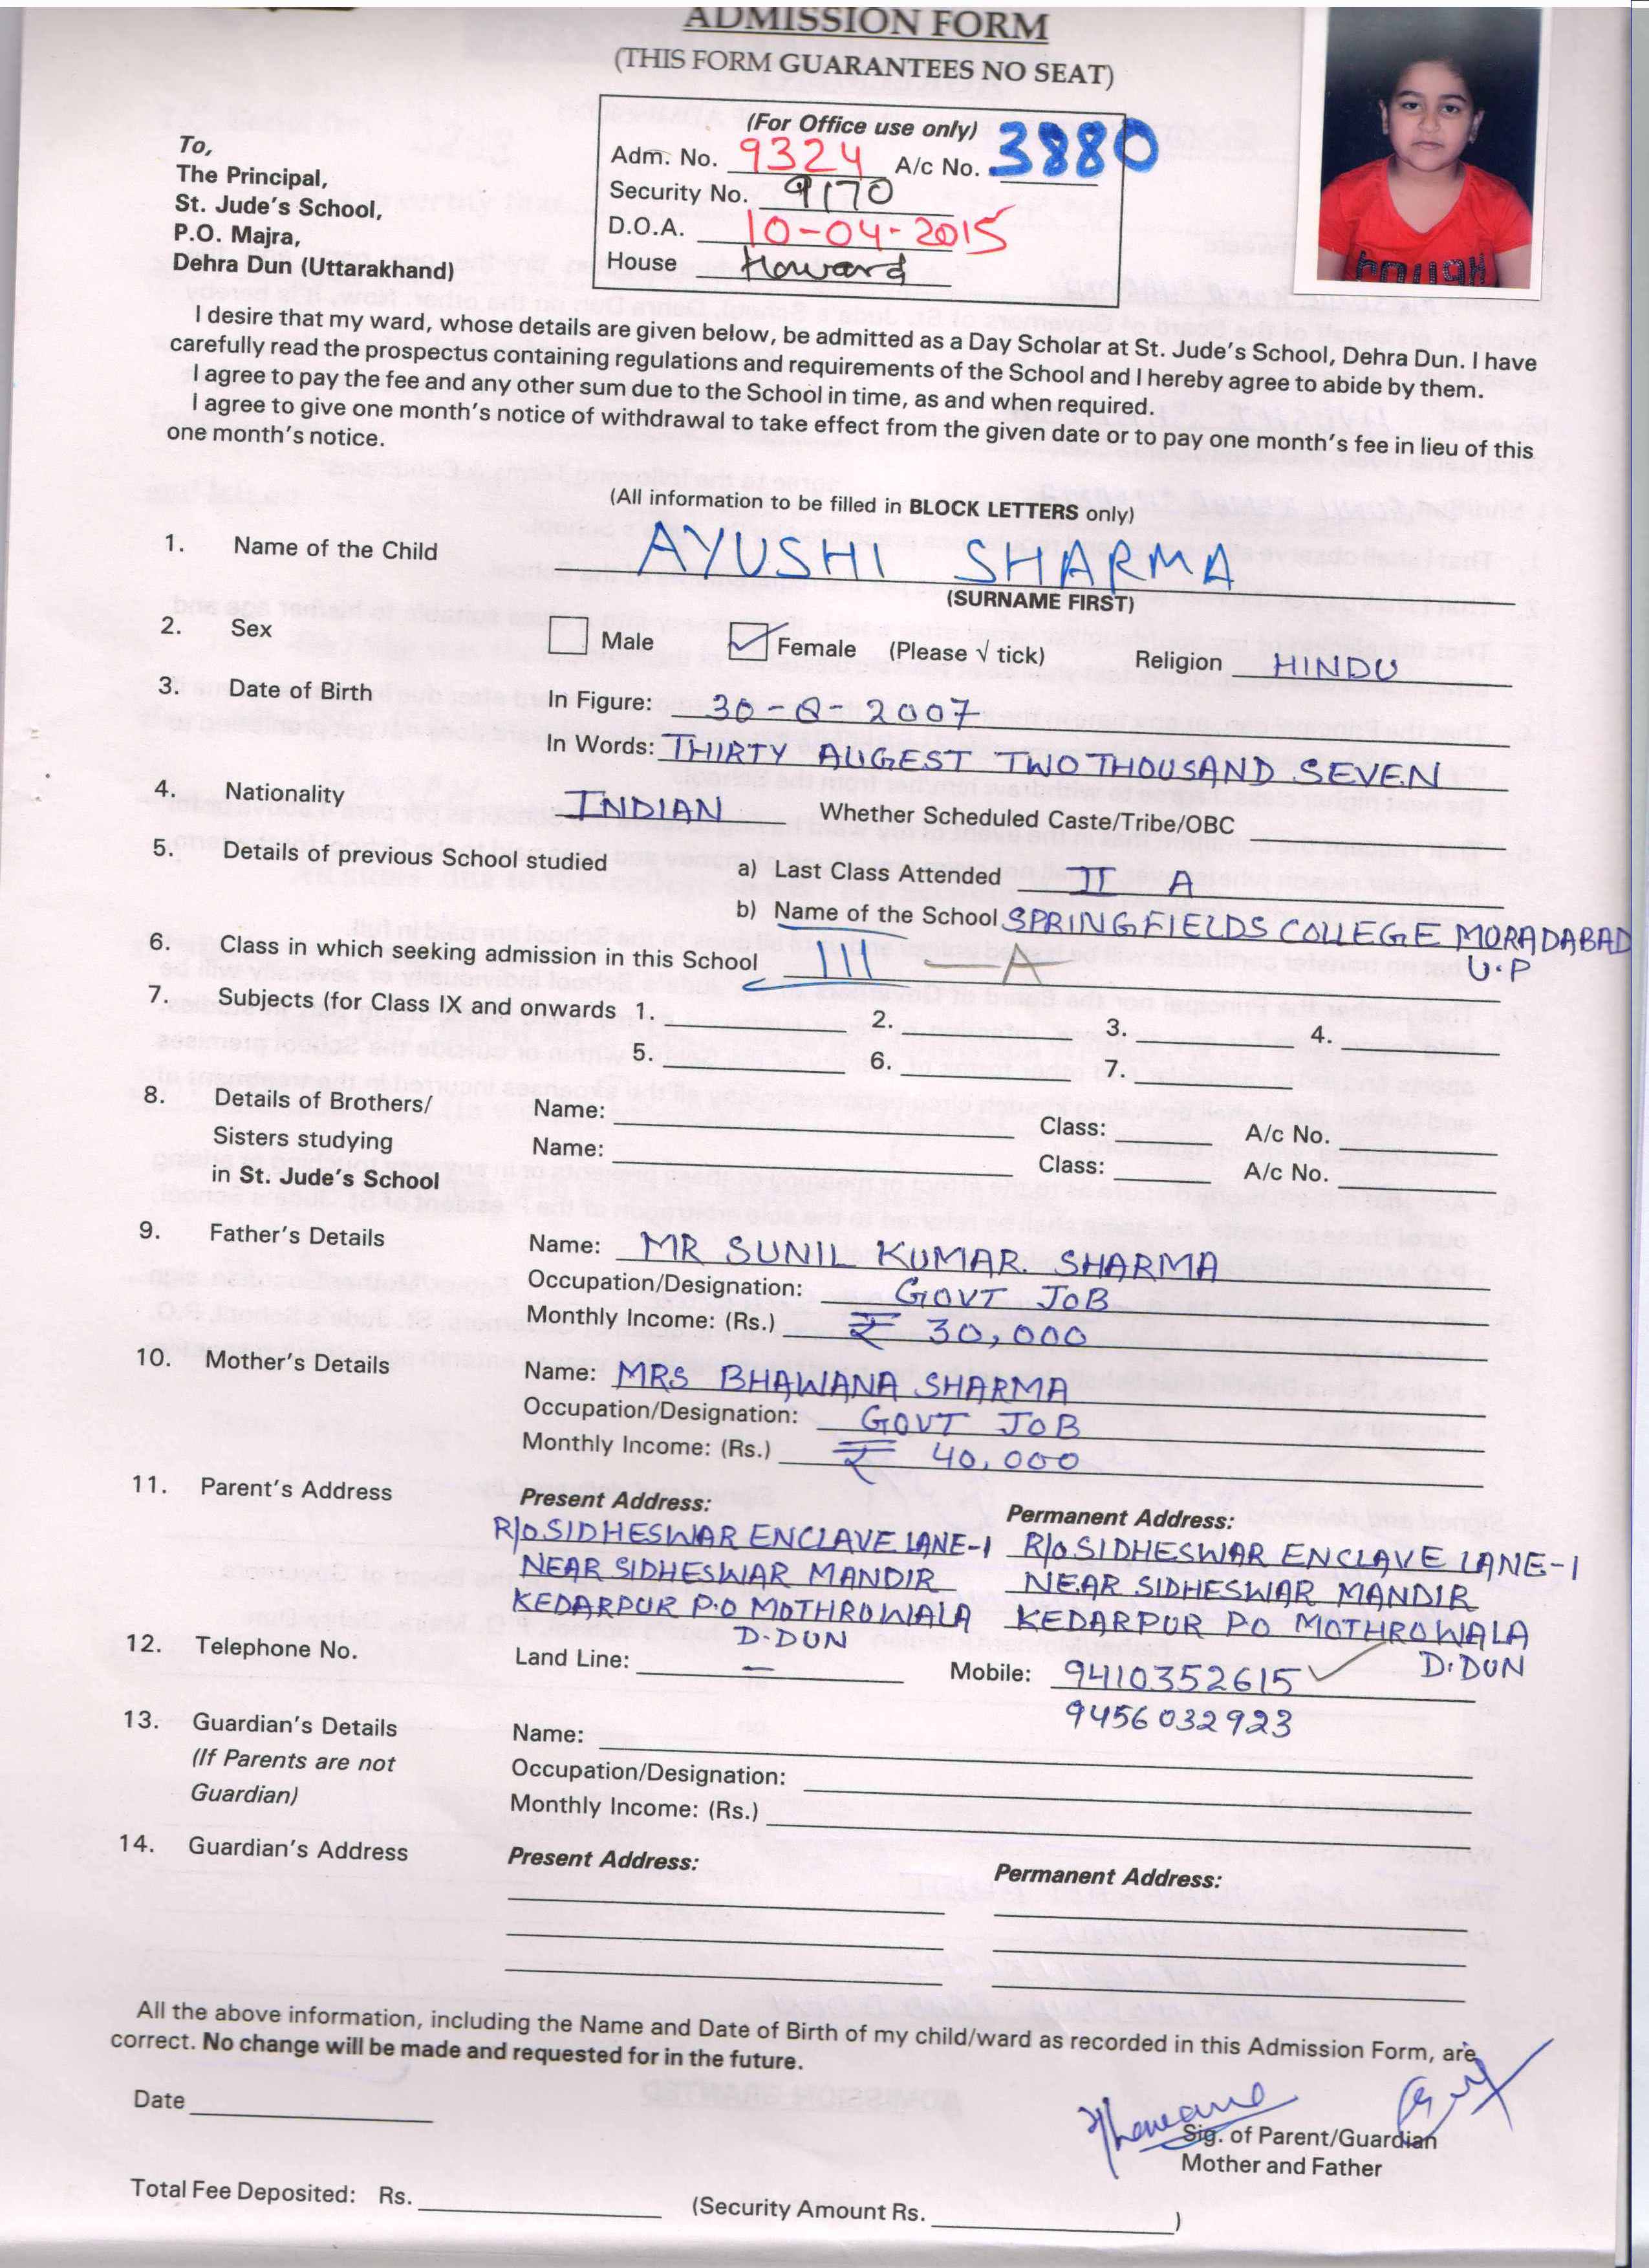 ADMISSION FORM
(THIS FORM GUARANTEES NO SEAT)
To,
The Principal,
St. Jude's School,
P.O. Majra,
Dehra Dun (Uttarakhand)
(For Office use only)
Adm. No. 9324 A/c No. 3880
Security No. 9170
D.O.A. 10-04-2015
House Howard
I desire that my ward, whose details are given below, be admitted as a Day Scholar at St. Jude's School, Dehra Dun. I have
carefully read the prospectus containing regulations and requirements of the School and I hereby agree to abide by them.
I agree to pay the fee and any other sum due to the School in time, as and when required.
I agree to give one month's notice of withdrawal to take effect from the given date or to pay one month's fee in lieu of this
one month's notice.
(All information to be filled in BLOCK LETTERS only)
1. Name of the Child AYUSHI SHARMA
(SURNAME FIRST)
2. Sex Male Female (Please √ tick) Religion HINDU
3. Date of Birth In Figure: 30-8-2007
In Words: THIRTY AUGEST TWO THOUSAND SEVEN
4. Nationality INDIAN Whether Scheduled Caste/Tribe/OBC
5. Details of previous School studied a) Last Class Attended II A
b) Name of the School SPRINGFIELDS COLLEGE MORADABAD
U.P
6. Class in which seeking admission in this School III - A
7. Subjects (for Class IX and onwards 1. 2. 3. 4.
5. 6. 7.
8. Details of Brothers/ Name: Class: A/c No.
Sisters studying Name: Class: A/c No.
in St. Jude's School
9. Father's Details Name: MR SUNIL KUMAR. SHARMA
Occupation/Designation: GOVT JOB
Monthly Income: (Rs.) ₹ 30,000
10. Mother's Details Name: MRS BHAWANA SHARMA
Occupation/Designation: GOVT JOB
Monthly Income: (Rs.) ₹ 40,000
11. Parent's Address Present Address: Permanent Address:
R/o SIDHESWAR ENCLAVE LANE-1 R/o SIDHESWAR ENCLAVE LANE-1
NEAR SIDHESWAR MANDIR NEAR SIDHESWAR MANDIR
KEDARPUR P.O MOTHROWALA KEDARPUR PO MOTHROWALA
D.DUN D.DUN
12. Telephone No. Land Line: — Mobile: 9410352615
9456032923
13. Guardian's Details Name:
(If Parents are not Occupation/Designation:
Guardian) Monthly Income: (Rs.)
14. Guardian's Address Present Address: Permanent Address:
All the above information, including the Name and Date of Birth of my child/ward as recorded in this Admission Form, are
correct. No change will be made and requested for in the future.
Date
Bhawana
Sig. of Parent/Guardian
Mother and Father
Total Fee Deposited: Rs. (Security Amount Rs. )